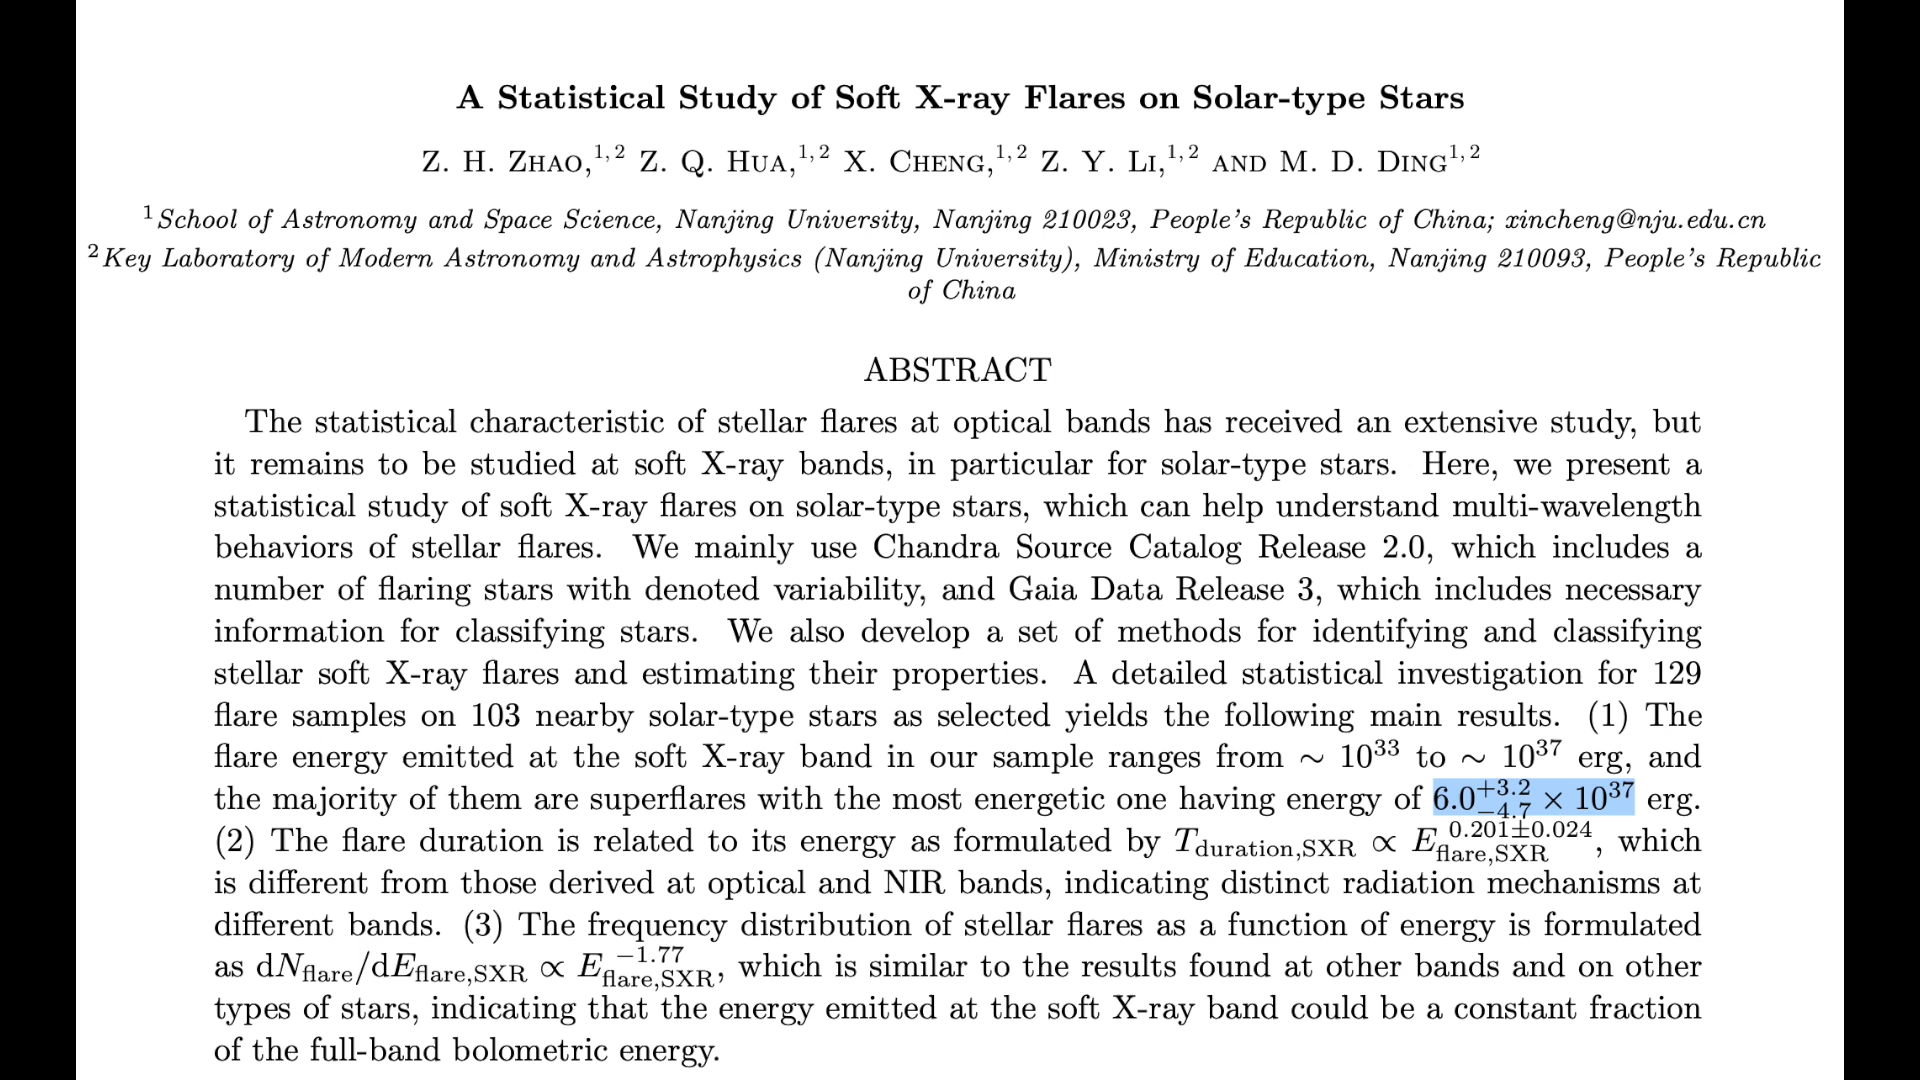 A Statistical Study of Soft X-ray Flares on Solar-type Stars
Z. H. Zhao,1,2 Z. Q. Hua,1,2 X. Cheng,1,2 Z. Y. Li,1,2 and M. D. Ding1,2
1School of Astronomy and Space Science, Nanjing University, Nanjing 210023, People's Republic of China; xincheng@nju.edu.cn
2Key Laboratory of Modern Astronomy and Astrophysics (Nanjing University), Ministry of Education, Nanjing 210093, People's Republic
of China
ABSTRACT
The statistical characteristic of stellar flares at optical bands has received an extensive study, but
it remains to be studied at soft X-ray bands, in particular for solar-type stars. Here, we present a
statistical study of soft X-ray flares on solar-type stars, which can help understand multi-wavelength
behaviors of stellar flares. We mainly use Chandra Source Catalog Release 2.0, which includes a
number of flaring stars with denoted variability, and Gaia Data Release 3, which includes necessary
information for classifying stars. We also develop a set of methods for identifying and classifying
stellar soft X-ray flares and estimating their properties. A detailed statistical investigation for 129
flare samples on 103 nearby solar-type stars as selected yields the following main results. (1) The
flare energy emitted at the soft X-ray band in our sample ranges from ∼ 10^33 to ∼ 10^37 erg, and
the majority of them are superflares with the most energetic one having energy of 6.0^{+3.2}_{−4.7} × 10^37 erg.
(2) The flare duration is related to its energy as formulated by T_{duration,SXR} ∝ E_{flare,SXR}^{0.201±0.024}, which
is different from those derived at optical and NIR bands, indicating distinct radiation mechanisms at
different bands. (3) The frequency distribution of stellar flares as a function of energy is formulated
as dN_{flare}/dE_{flare,SXR} ∝ E_{flare,SXR}^{−1.77}, which is similar to the results found at other bands and on other
types of stars, indicating that the energy emitted at the soft X-ray band could be a constant fraction
of the full-band bolometric energy.